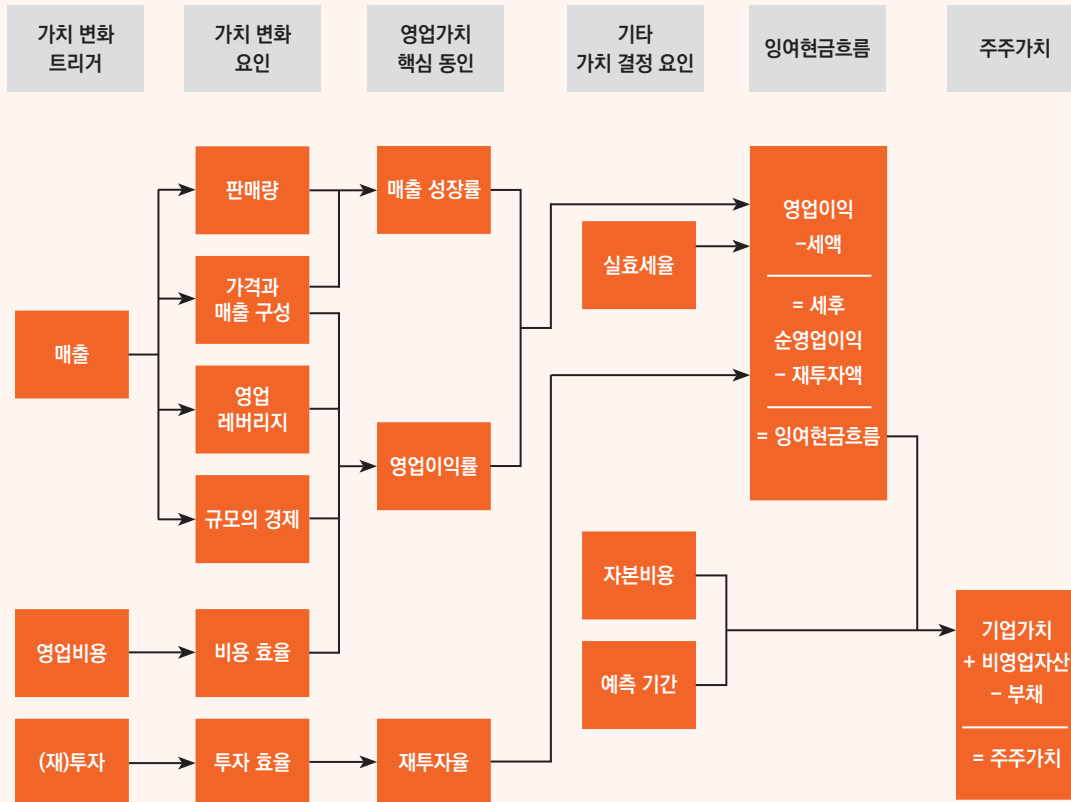 가치 변화
트리거
가치 변화
요인
영업가치
핵심 동인
기타
가치 결정 요인
잉여현금흐름
주주가치
매출
영업비용
(재)투자
판매량
가격과
매출 구성
영업
레버리지
규모의 경제
비용 효율
투자 효율
매출 성장률
영업이익률
재투자율
실효세율
자본비용
예측 기간
영업이익
-세액
= 세후
순영업이익
- 재투자액
= 잉여현금흐름
기업가치
+ 비영업자산
- 부채
= 주주가치